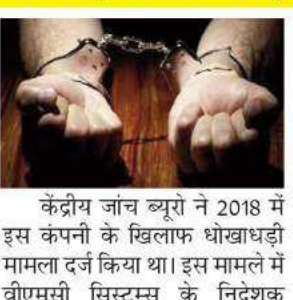 केंद्रीय जांच ब्यूरो ने 2018 में
इस कंपनी के खिलाफ धोखाधड़ी
मामला दर्ज किया था। इस मामले में
वीएमसी सिस्टम्स के निदेशक